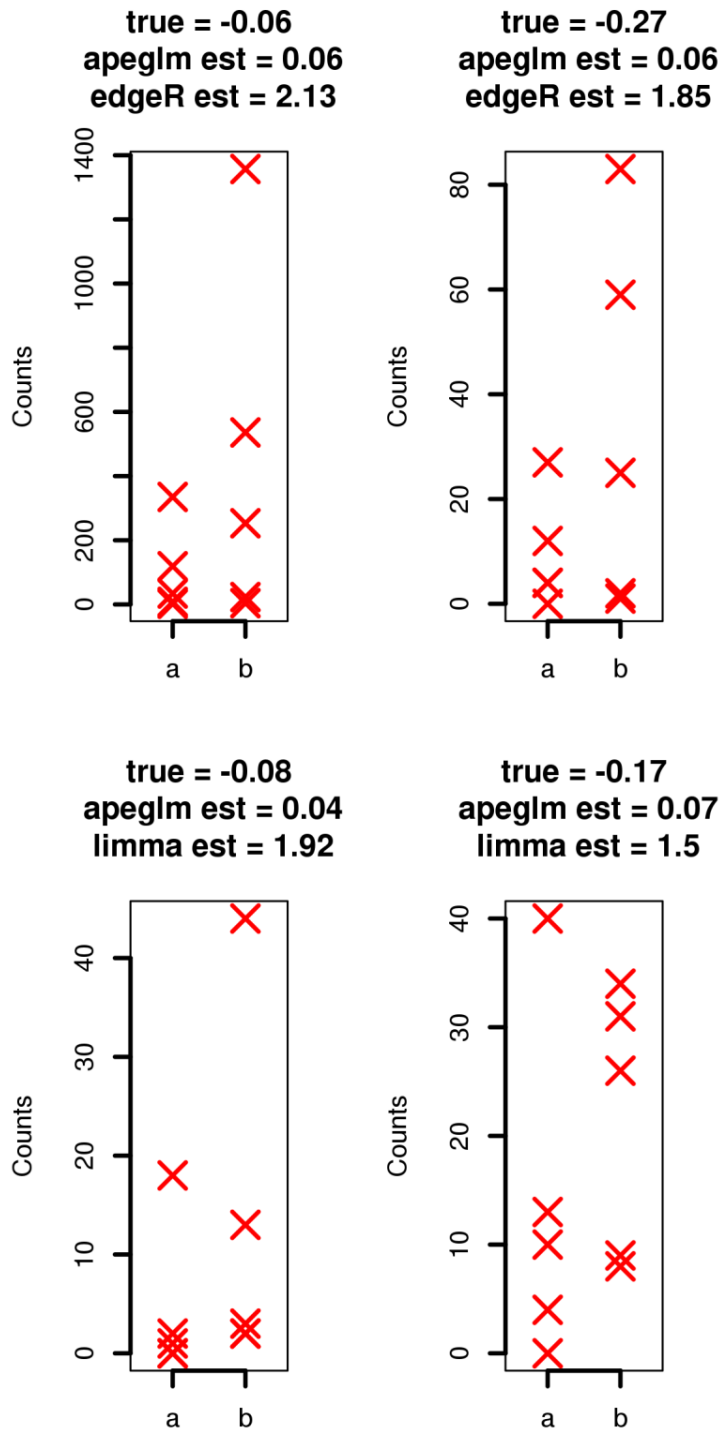 true = -0.06
apeglm est = 0.06
edgeR est = 2.13
Counts
1400
1000
600
200
0
a b
true = -0.27
apeglm est = 0.06
edgeR est = 1.85
Counts
80
60
40
20
0
a b
true = -0.08
apeglm est = 0.04
limma est = 1.92
Counts
40
30
20
10
0
a b
true = -0.17
apeglm est = 0.07
limma est = 1.5
Counts
40
30
20
10
0
a b